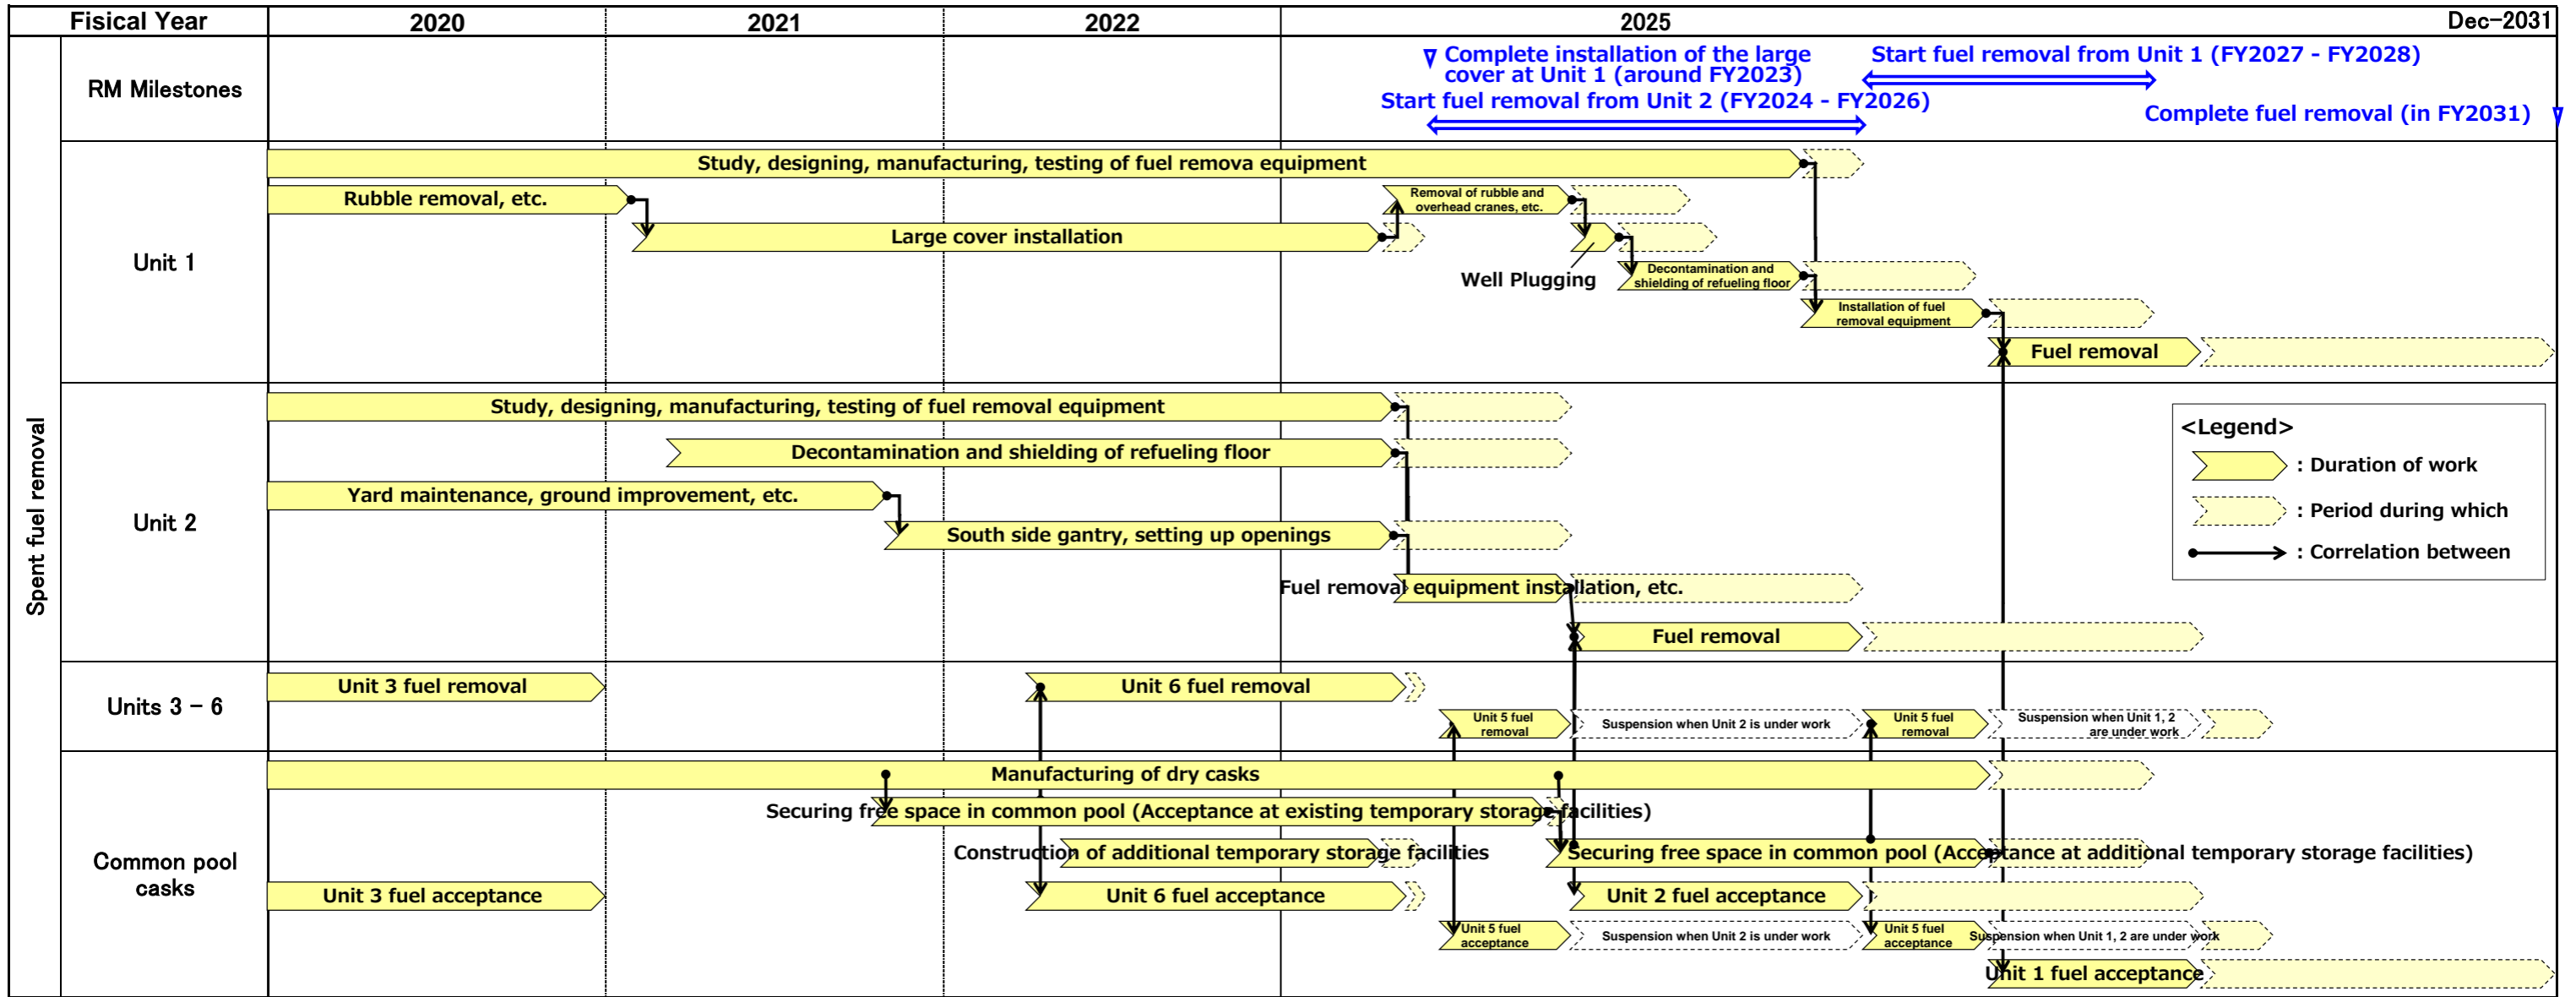 Fisical Year
2020
2021
2022
2025
Dec-2031
RM Milestones
Complete installation of the large
cover at Unit 1 (around FY2023)
Start fuel removal from Unit 1 (FY2027 - FY2028)
Start fuel removal from Unit 2 (FY2024 - FY2026)
Complete fuel removal (in FY2031)
Spent fuel removal
Unit 1
Study, designing, manufacturing, testing of fuel remova equipment
Rubble removal, etc.
Removal of rubble and
overhead cranes, etc.
Large cover installation
Well Plugging
Decontamination and
shielding of refueling floor
Installation of fuel
removal equipment
Fuel removal
Unit 2
Study, designing, manufacturing, testing of fuel removal equipment
Decontamination and shielding of refueling floor
Yard maintenance, ground improvement, etc.
South side gantry, setting up openings
Fuel removal equipment installation, etc.
Fuel removal
<Legend>
: Duration of work
: Period during which
: Correlation between
Units 3 - 6
Unit 3 fuel removal
Unit 6 fuel removal
Unit 5 fuel
removal
Suspension when Unit 2 is under work
Unit 5 fuel
removal
Suspension when Unit 1, 2
are under work
Common pool
casks
Manufacturing of dry casks
Securing free space in common pool (Acceptance at existing temporary storage facilities)
Construction of additional temporary storage facilities
Securing free space in common pool (Acceptance at additional temporary storage facilities)
Unit 3 fuel acceptance
Unit 6 fuel acceptance
Unit 2 fuel acceptance
Unit 5 fuel
acceptance
Suspension when Unit 2 is under work
Unit 5 fuel
acceptance
Suspension when Unit 1, 2 are under work
Unit 1 fuel acceptance